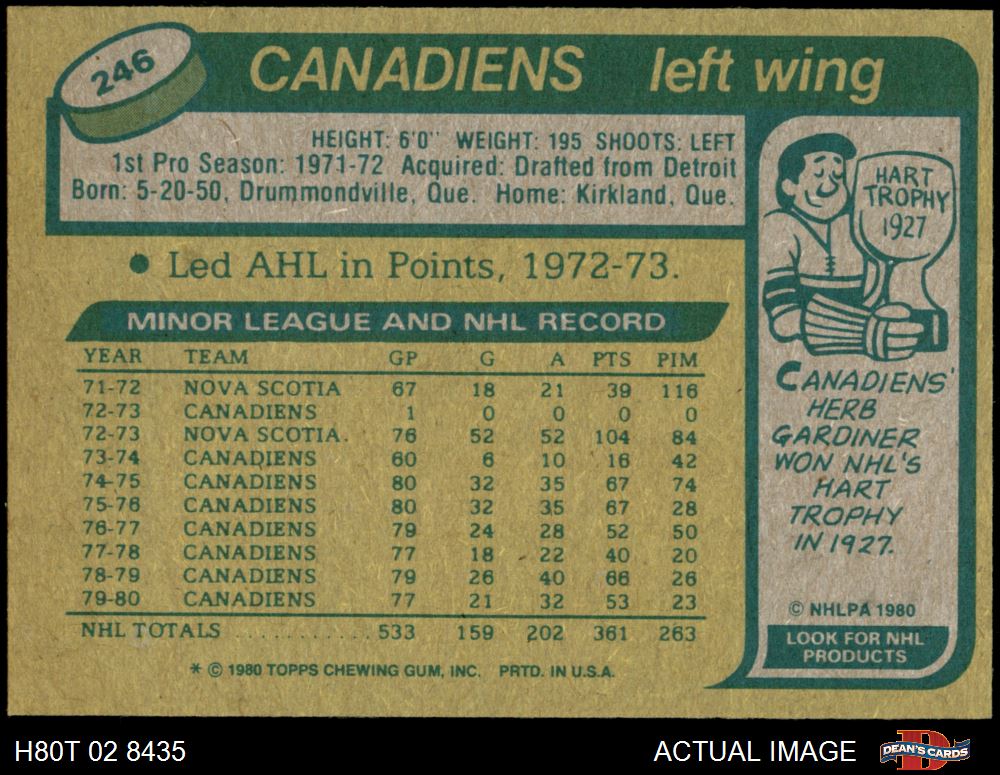 246
CANADIENS left wing
HEIGHT: 6'0" WEIGHT: 195 SHOOTS: LEFT
1st Pro Season: 1971-72 Acquired: Drafted from Detroit
Born: 5-20-50, Drummondville, Que. Home: Kirkland, Que.
• Led AHL in Points, 1972-73.
MINOR LEAGUE AND NHL RECORD
YEAR TEAM GP G A PTS PIM
71-72 NOVA SCOTIA 67 18 21 39 116
72-73 CANADIENS 1 0 0 0 0
72-73 NOVA SCOTIA. 76 52 52 104 84
73-74 CANADIENS 60 6 10 16 42
74-75 CANADIENS 80 32 35 67 74
75-76 CANADIENS 80 32 35 67 28
76-77 CANADIENS 79 24 28 52 50
77-78 CANADIENS 77 18 22 40 20
78-79 CANADIENS 79 26 40 66 26
79-80 CANADIENS 77 21 32 53 23
NHL TOTALS ............ 533 159 202 361 263
* © 1980 TOPPS CHEWING GUM, INC. PRTD. IN U.S.A.
HART
TROPHY
1927
CANADIENS'
HERB
GARDINER
WON NHL'S
HART
TROPHY
IN 1927.
© NHLPA 1980
LOOK FOR NHL
PRODUCTS
H80T 02 8435 ACTUAL IMAGE DEAN'S CARDS